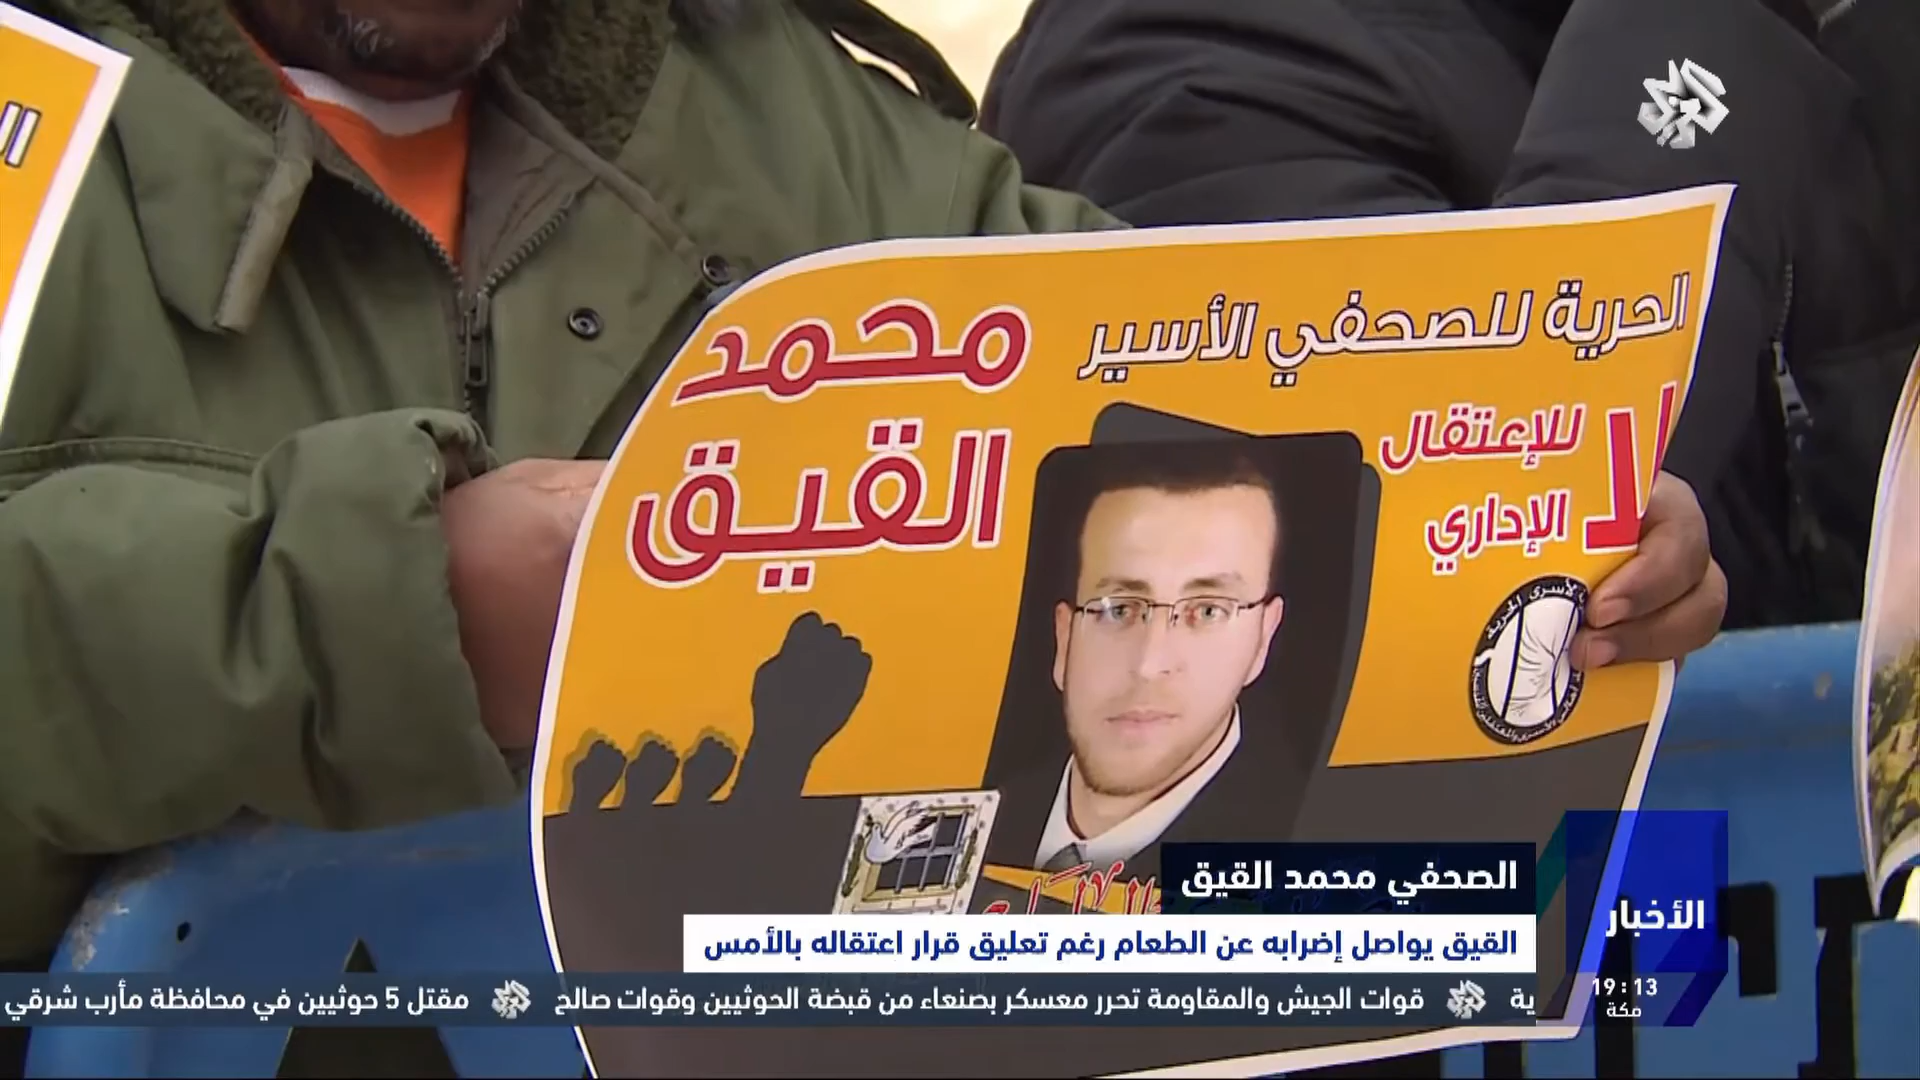 الحرية للصحفي الأسير
محمد
القيق
لا
للإعتقال
الإداري
الصحفي محمد القيق
القيق يواصل إضرابه عن الطعام رغم تعليق قرار اعتقاله بالأمس
الأخبار
19:13
مكة
ية
قوات الجيش والمقاومة تحرر معسكر بصنعاء من قبضة الحوثيين وقوات صالح
مقتل 5 حوثيين في محافظة مأرب شرقي